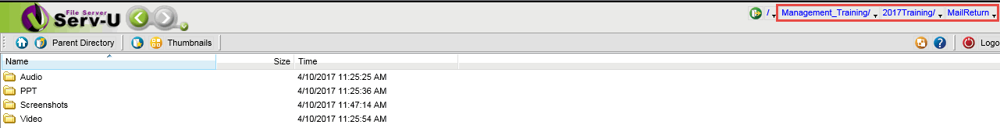 File Server
Serv-U
/ Management_Training/ 2017Training/ MailReturn
Parent Directory Thumbnails ? Logo
Name Size Time
Audio 4/10/2017 11:25:25 AM
PPT 4/10/2017 11:25:36 AM
Screenshots 4/10/2017 11:47:14 AM
Video 4/10/2017 11:25:54 AM